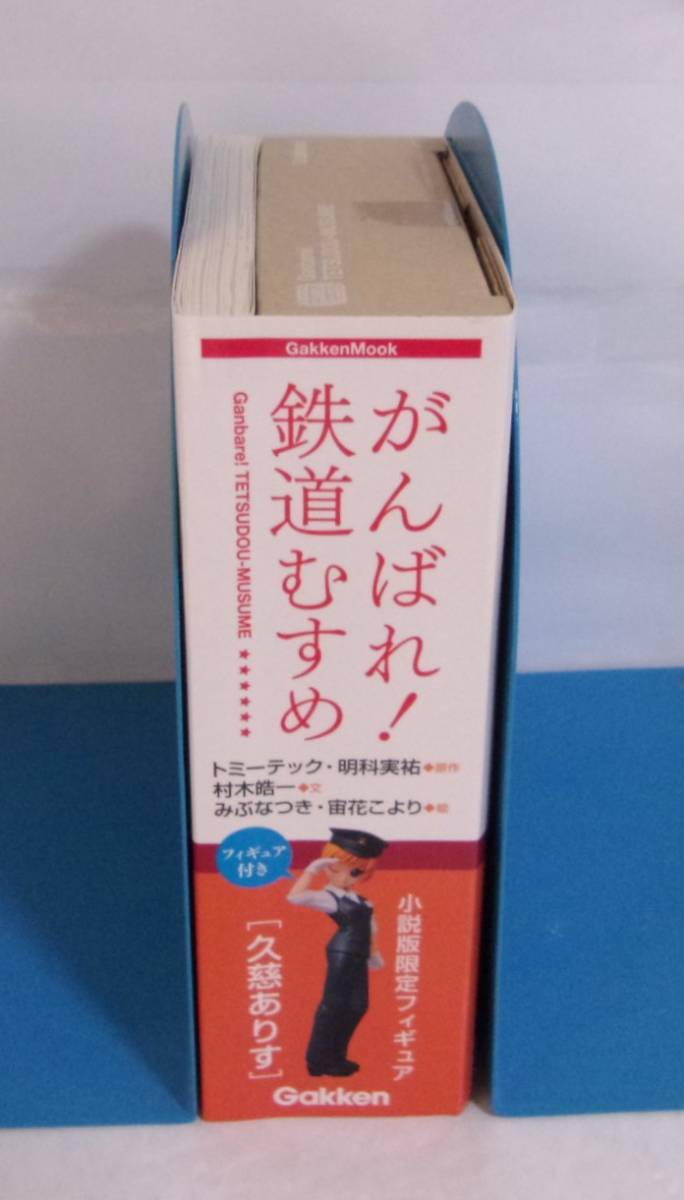 GakkenMook
がんばれ!
鉄道むすめ
Ganbare! TETSUDOU-MUSUME ★★★★★★★
トミーテック・明科実祐◆原作
村木皓一◆文
みぶなつき・宙花こより◆絵
フィギュア
付き
小説版限定フィギュア
[久慈ありす]
Gakken
TETSUDOU-MUSUME